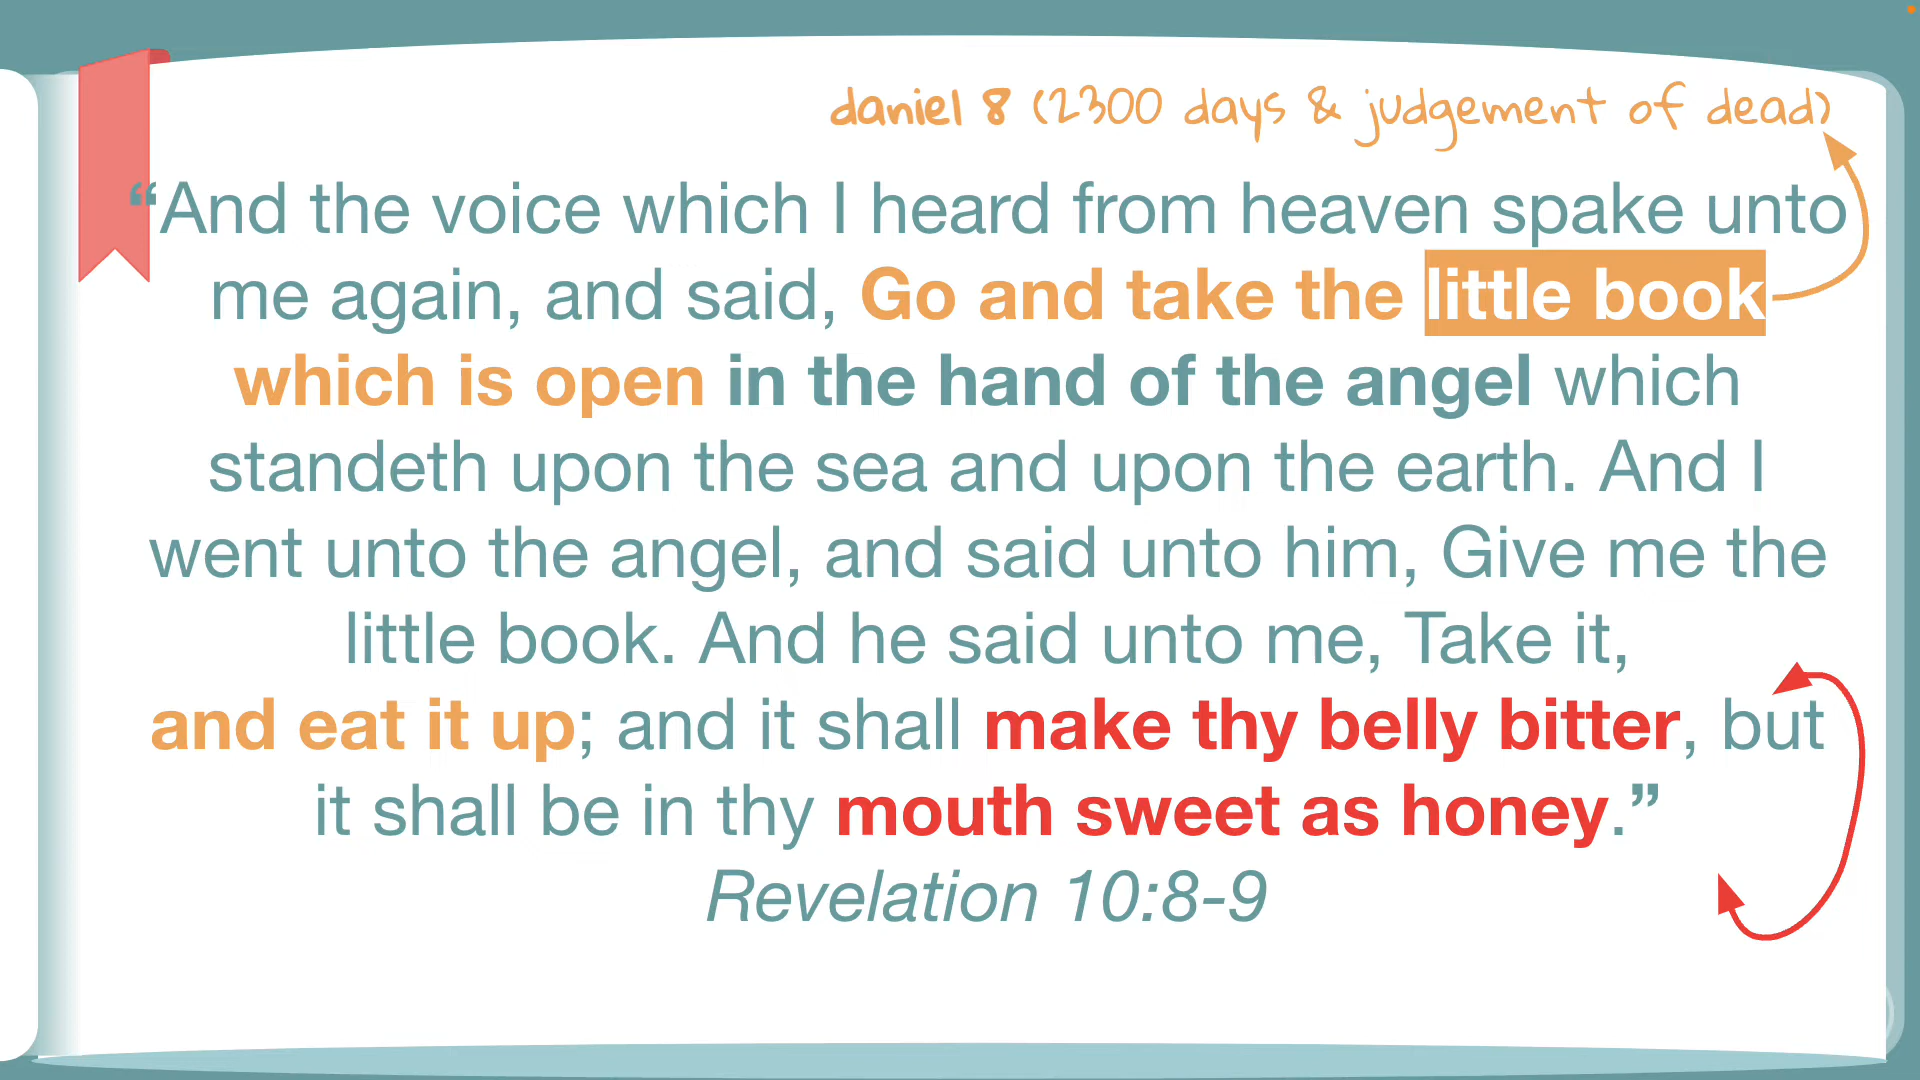 daniel 8 (2300 days & judgement of dead)
“And the voice which I heard from heaven spake unto
me again, and said, Go and take the little book
which is open in the hand of the angel which
standeth upon the sea and upon the earth. And I
went unto the angel, and said unto him, Give me the
little book. And he said unto me, Take it,
and eat it up; and it shall make thy belly bitter, but
it shall be in thy mouth sweet as honey.”
Revelation 10:8-9